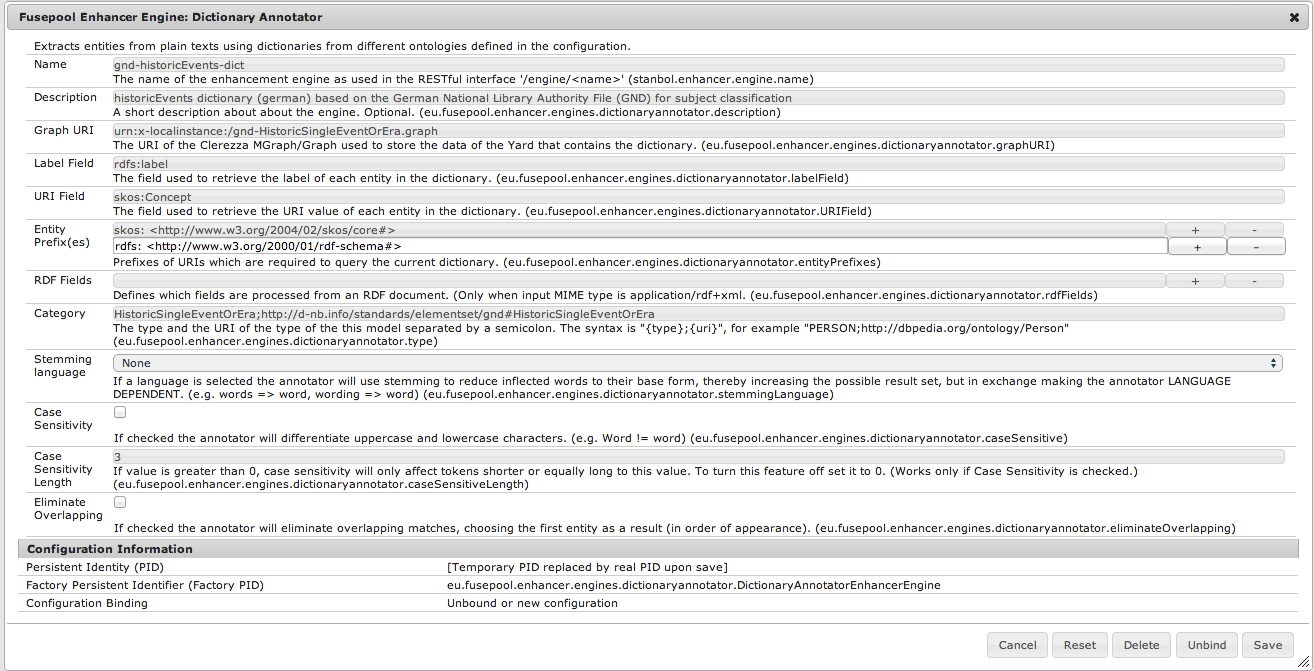 Fusepool Enhancer Engine: Dictionary Annotator
Extracts entities from plain texts using dictionaries from different ontologies defined in the configuration.
Name
gnd-historicEvents-dict
The name of the enhancement engine as used in the RESTful interface '/engine/<name>' (stanbol.enhancer.engine.name)
Description
historicEvents dictionary (german) based on the German National Library Authority File (GND) for subject classification
A short description about about the engine. Optional. (eu.fusepool.enhancer.engines.dictionaryannotator.description)
Graph URI
urn:x-localinstance:/gnd-HistoricSingleEventOrEra.graph
The URI of the Clerezza MGraph/Graph used to store the data of the Yard that contains the dictionary. (eu.fusepool.enhancer.engines.dictionaryannotator.graphURI)
Label Field
rdfs:label
The field used to retrieve the label of each entity in the dictionary. (eu.fusepool.enhancer.engines.dictionaryannotator.labelField)
URI Field
skos:Concept
The field used to retrieve the URI value of each entity in the dictionary. (eu.fusepool.enhancer.engines.dictionaryannotator.URIField)
Entity
Prefix(es)
skos: <http://www.w3.org/2004/02/skos/core#>
+ -
rdfs: <http://www.w3.org/2000/01/rdf-schema#>
+ -
Prefixes of URIs which are required to query the current dictionary. (eu.fusepool.enhancer.engines.dictionaryannotator.entityPrefixes)
RDF Fields
+ -
Defines which fields are processed from an RDF document. (Only when input MIME type is application/rdf+xml. (eu.fusepool.enhancer.engines.dictionaryannotator.rdfFields)
Category
HistoricSingleEventOrEra;http://d-nb.info/standards/elementset/gnd#HistoricSingleEventOrEra
The type and the URI of the type of the this model separated by a semicolon. The syntax is "{type};{uri}", for example "PERSON;http://dbpedia.org/ontology/Person"
(eu.fusepool.enhancer.engines.dictionaryannotator.type)
Stemming
language
None
If a language is selected the annotator will use stemming to reduce inflected words to their base form, thereby increasing the possible result set, but in exchange making the annotator LANGUAGE
DEPENDENT. (e.g. words => word, wording => word) (eu.fusepool.enhancer.engines.dictionaryannotator.stemmingLanguage)
Case
Sensitivity
If checked the annotator will differentiate uppercase and lowercase characters. (e.g. Word != word) (eu.fusepool.enhancer.engines.dictionaryannotator.caseSensitive)
Case
Sensitivity
Length
3
If value is greater than 0, case sensitivity will only affect tokens shorter or equally long to this value. To turn this feature off set it to 0. (Works only if Case Sensitivity is checked.)
(eu.fusepool.enhancer.engines.dictionaryannotator.caseSensitiveLength)
Eliminate
Overlapping
If checked the annotator will eliminate overlapping matches, choosing the first entity as a result (in order of appearance). (eu.fusepool.enhancer.engines.dictionaryannotator.eliminateOverlapping)
Configuration Information
Persistent Identity (PID)
[Temporary PID replaced by real PID upon save]
Factory Persistent Identifier (Factory PID)
eu.fusepool.enhancer.engines.dictionaryannotator.DictionaryAnnotatorEnhancerEngine
Configuration Binding
Unbound or new configuration
Cancel
Reset
Delete
Unbind
Save